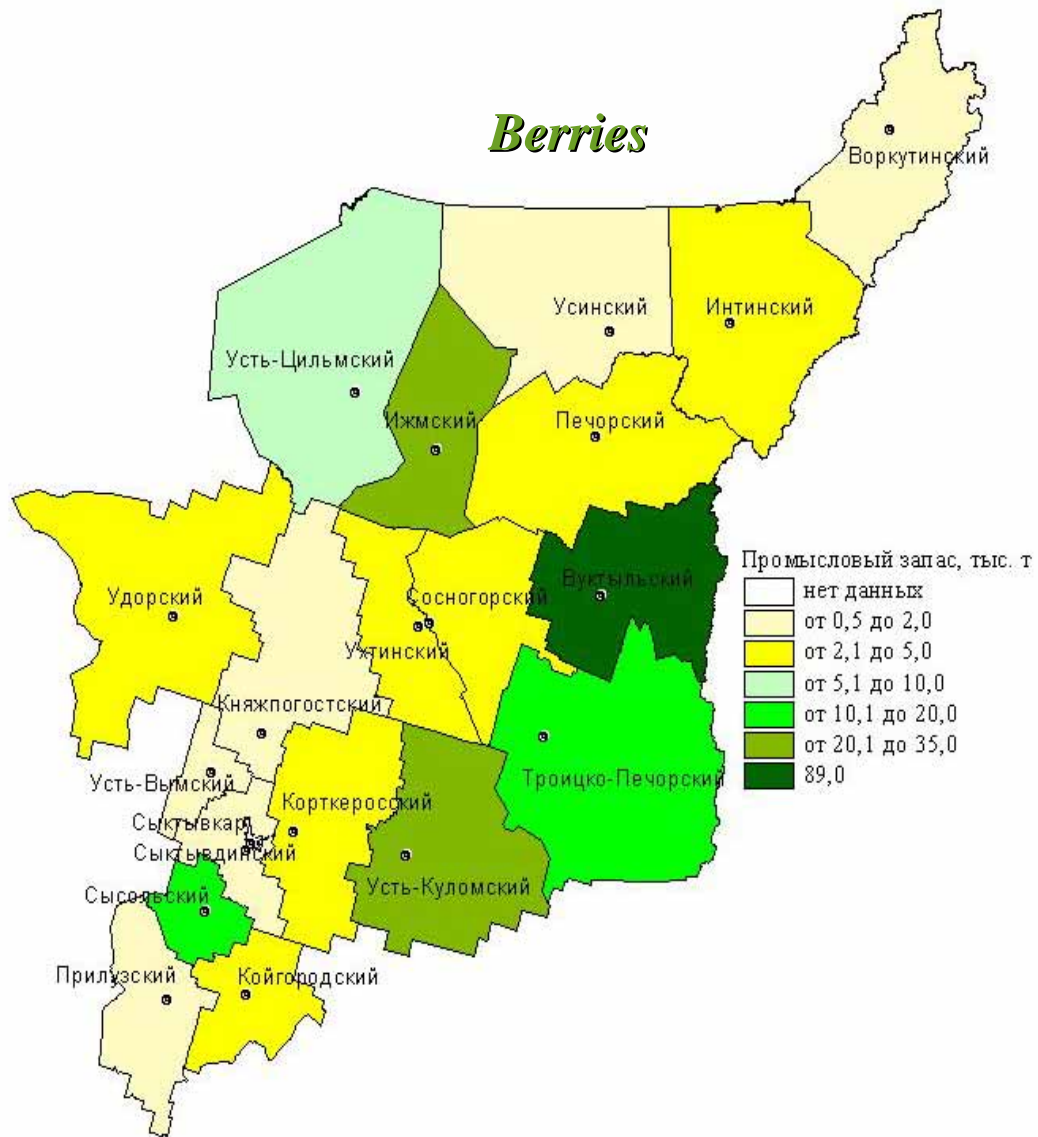 Berries
Воркутинский
Усинский
Интинский
Усть-Цильмский
Ижмский
Печорский
Промысловый запас, тыс. т
нет данных
от 0,5 до 2,0
от 2,1 до 5,0
от 5,1 до 10,0
от 10,1 до 20,0
от 20,1 до 35,0
89,0
Вуктыльский
Удорский
Сосногорский
Ухтинский
Княжпогостский
Усть-Вымский
Троицко-Печорский
Корткеросский
Сыктывкар
Сыктывдинский
Усть-Куломский
Сысольский
Прилузский
Койгородский